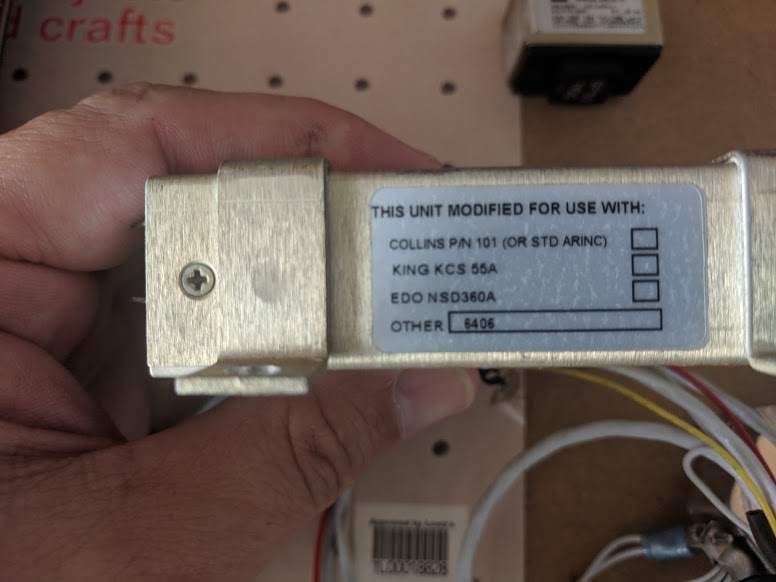 crafts
THIS UNIT MODIFIED FOR USE WITH:
COLLINS P/N 101 (OR STD ARINC)
KING KCS 55A
EDO NSD360A
OTHER 6406